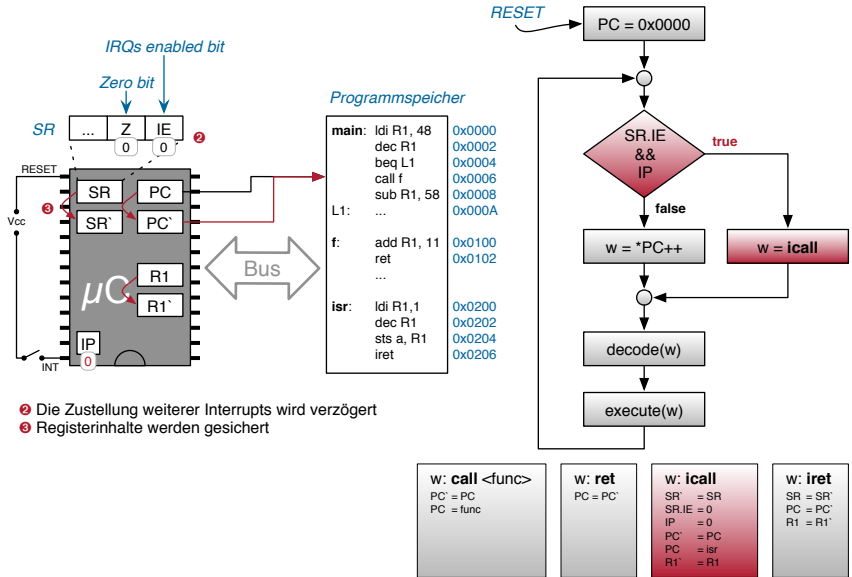 RESET
PC = 0x0000
IRQs enabled bit
Zero bit
SR
... Z IE
0 0
❷
Programmspeicher
main: ldi R1, 48 0x0000
dec R1 0x0002
beq L1 0x0004
call f 0x0006
sub R1, 58 0x0008
L1: ... 0x000A
f: add R1, 11 0x0100
ret 0x0102
...
isr: ldi R1,1 0x0200
dec R1 0x0202
sts a, R1 0x0204
iret 0x0206
RESET
Vcc
INT
❸
SR
PC
SR`
PC`
R1
R1`
µC
IP
0
Bus
SR.IE
&&
IP
true
false
w = *PC++
w = icall
decode(w)
execute(w)
❷ Die Zustellung weiterer Interrupts wird verzögert
❸ Registerinhalte werden gesichert
w: call <func>
PC` = PC
PC = func
w: ret
PC = PC`
w: icall
SR` = SR
SR.IE = 0
IP = 0
PC` = PC
PC = isr
R1` = R1
w: iret
SR = SR`
PC = PC`
R1 = R1`